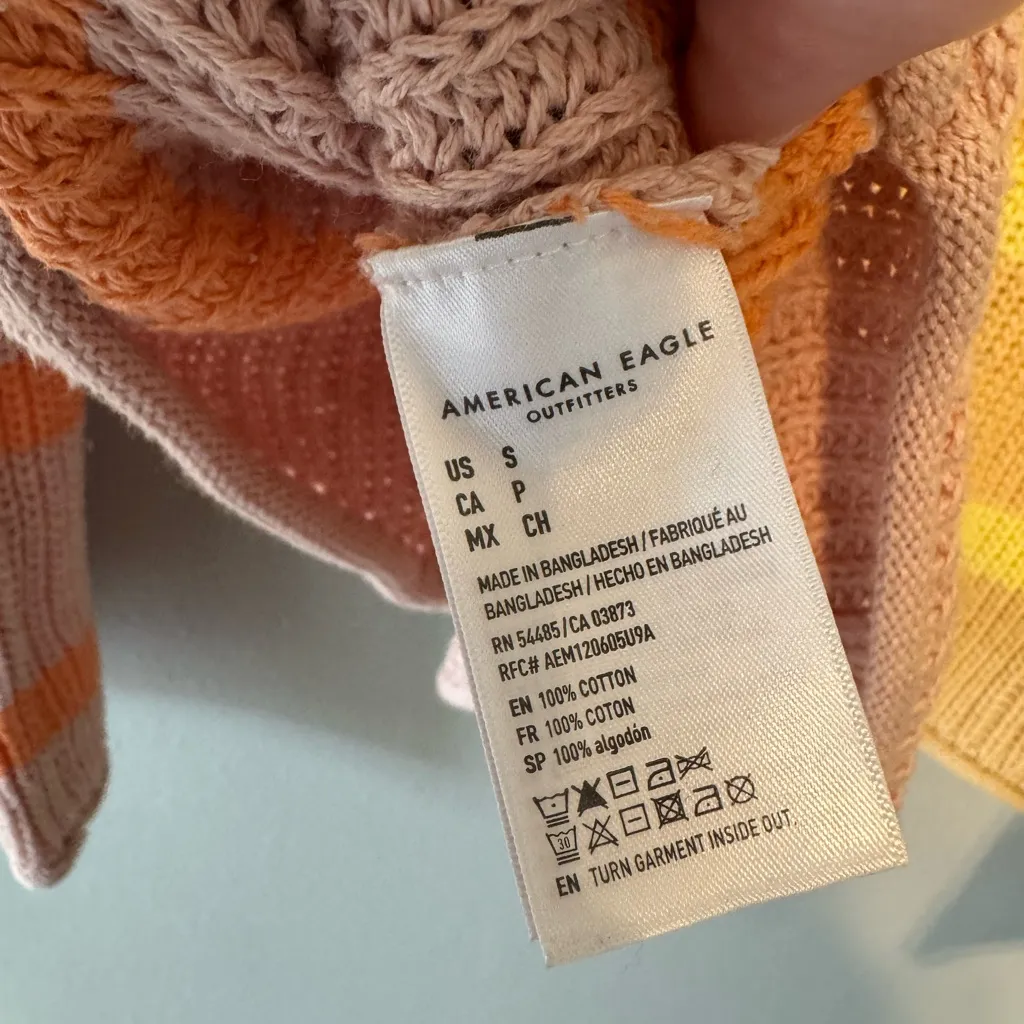 AMERICAN EAGLE
OUTFITTERS
US S
CA P
MX CH
MADE IN BANGLADESH / FABRIQUÉ AU
BANGLADESH / HECHO EN BANGLADESH
RN 54485/CA 03873
RFC# AEM120605U9A
EN 100% COTTON
FR 100% COTON
SP 100% algodón
30
EN TURN GARMENT INSIDE OUT.